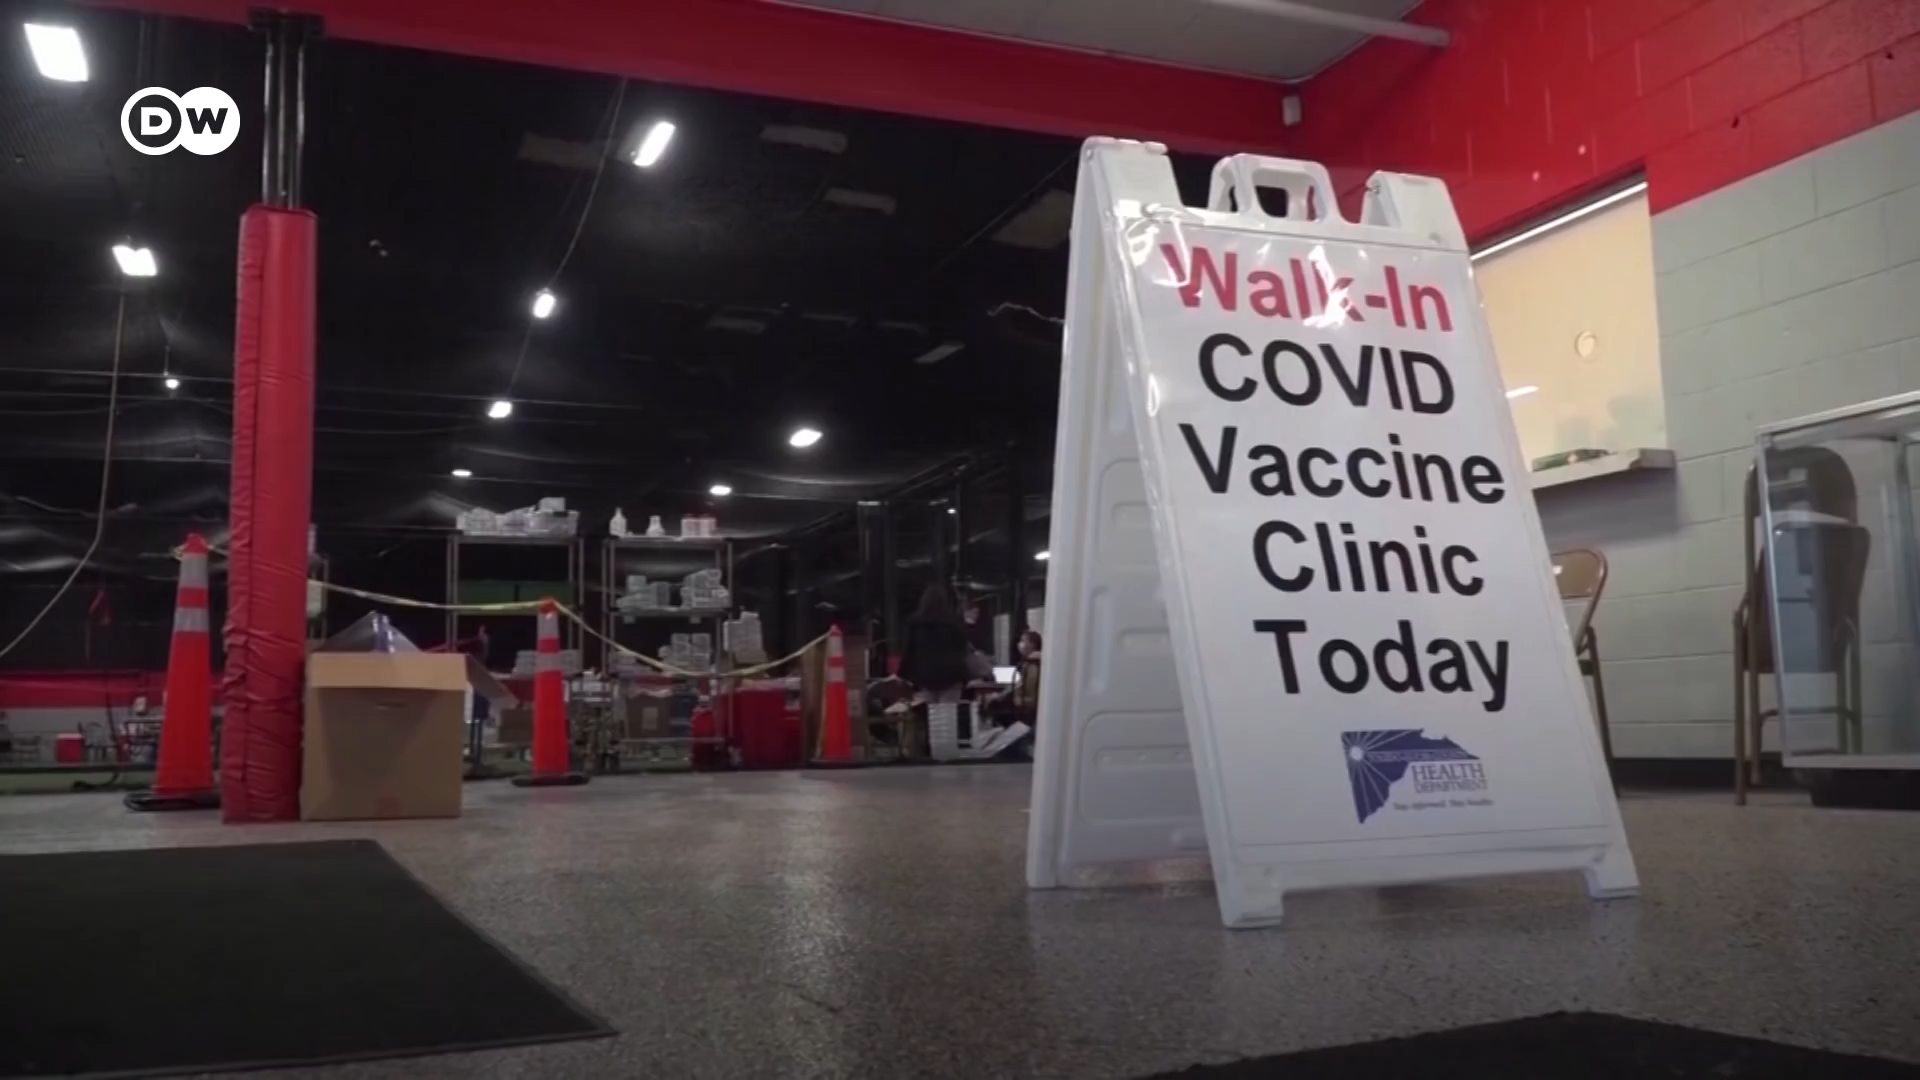 DW
Walk-In
COVID
Vaccine
Clinic
Today
HEALTH
DEPARTMENT